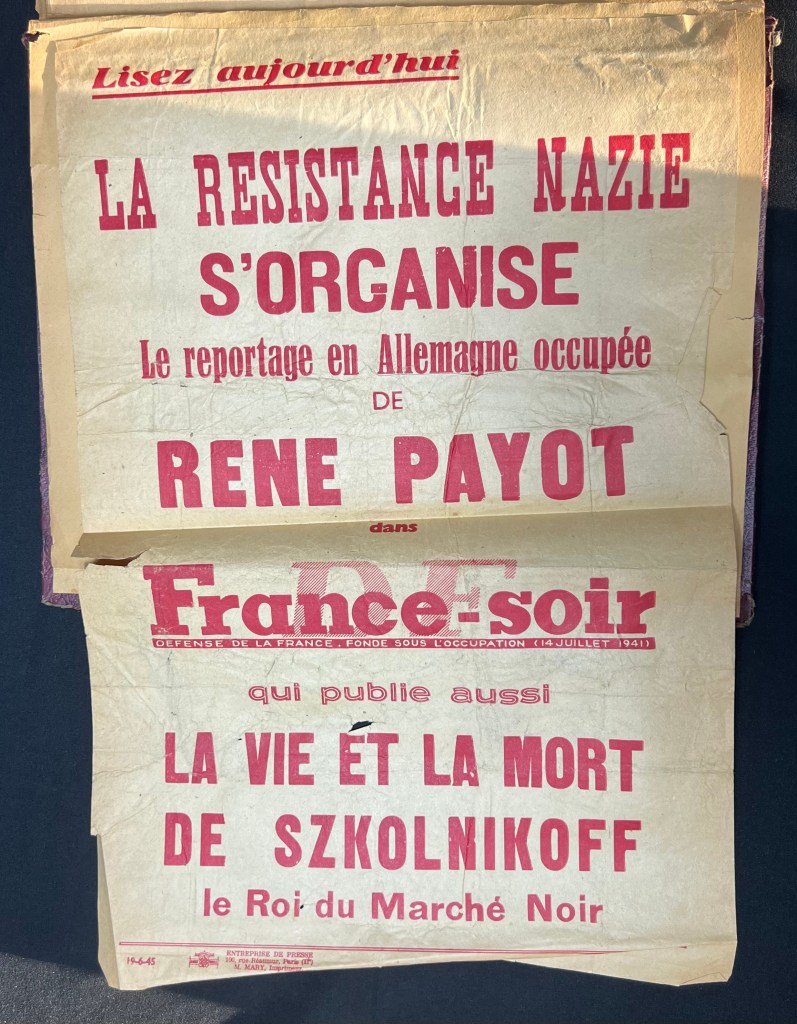 Lisez aujourd'hui
LA RESISTANCE NAZIE
S'ORGANISE
Le reportage en Allemagne occupée
DE
RENE PAYOT
dans
DF
France-soir
DEFENSE DE LA FRANCE, FONDE SOUS L'OCCUPATION (14 JUILLET 1941)
qui publie aussi
LA VIE ET LA MORT
DE SZKOLNIKOFF
le Roi du Marché Noir
19-6-45
ENTREPRISE DE PRESSE
100, rue Réaumur, Paris (IIe)
M. MARY, Imprimeur